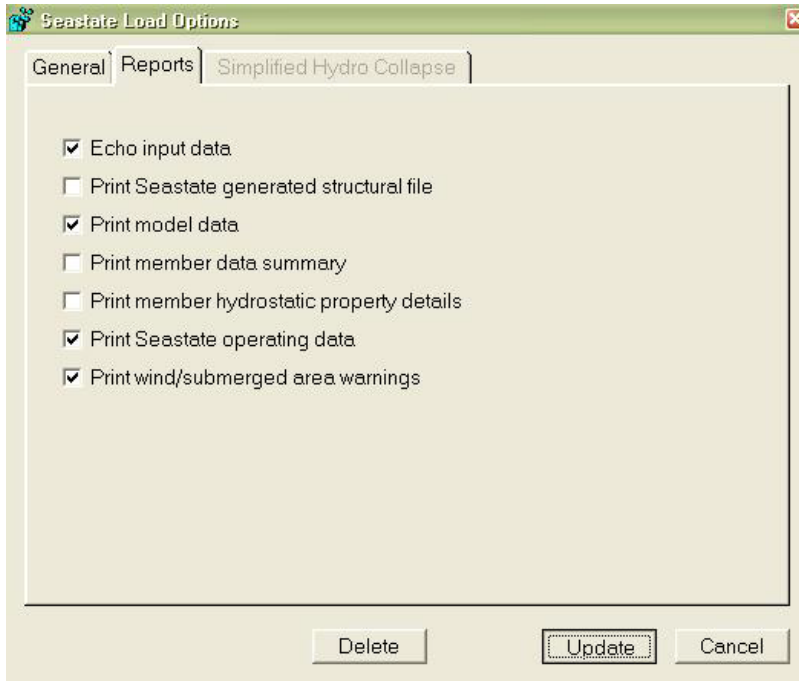 Seastate Load Options
General Reports Simplified Hydro Collapse
Echo input data
Print Seastate generated structural file
Print model data
Print member data summary
Print member hydrostatic property details
Print Seastate operating data
Print wind/submerged area warnings
Delete Update Cancel